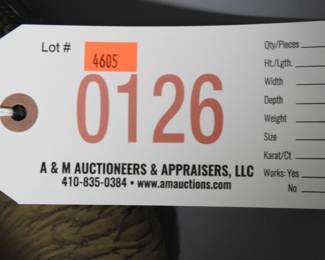 Lot #
4605
0126
A & M AUCTIONEERS & APPRAISERS, LLC
410-835-0384 • www.amauctions.com
Qty/Pieces
Ht./Lgth.
Width
Depth
Weight
Size
Karat/Ct
Works: Yes
No